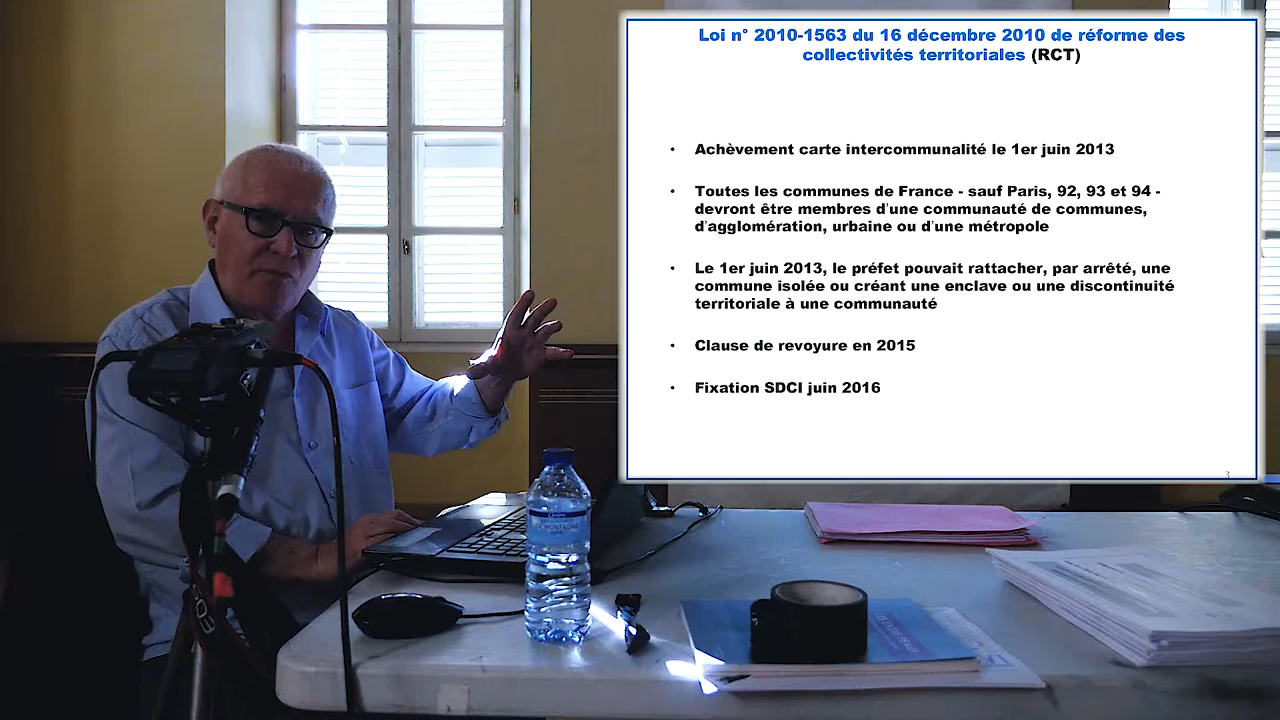 Loi n° 2010-1563 du 16 décembre 2010 de réforme des
collectivités territoriales (RCT)
• Achèvement carte intercommunalité le 1er juin 2013
• Toutes les communes de France - sauf Paris, 92, 93 et 94 -
devront être membres d'une communauté de communes,
d'agglomération, urbaine ou d'une métropole
• Le 1er juin 2013, le préfet pouvait rattacher, par arrêté, une
commune isolée ou créant une enclave ou une discontinuité
territoriale à une communauté
• Clause de revoyure en 2015
• Fixation SDCI juin 2016
3
MONTAGNE